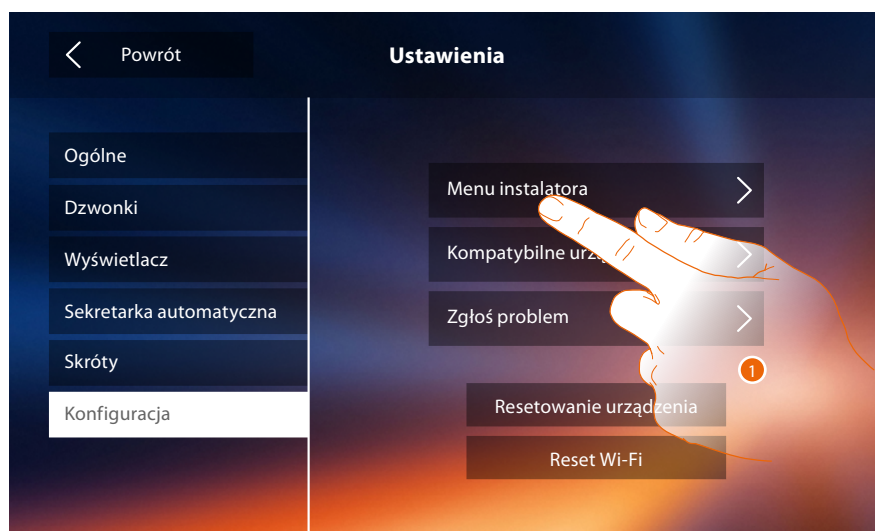 Powrót
Ustawienia
Ogólne
Dzwonki
Wyświetlacz
Sekretarka automatyczna
Skróty
Konfiguracja
Menu instalatora
Kompatybilne
Zgłoś problem
1
Resetowanie urządzenia
Reset Wi-Fi